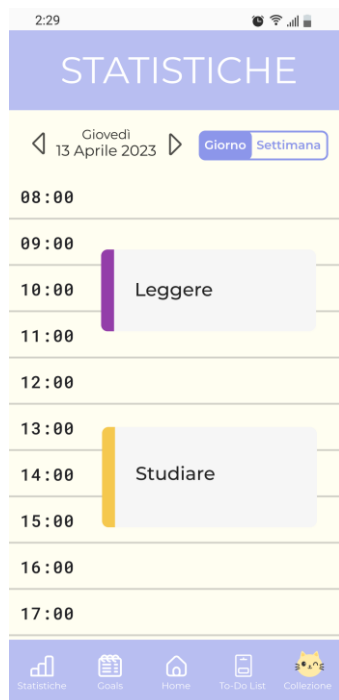 2:29
STATISTICHE
Giovedì
13 Aprile 2023
Giorno Settimana
08:00
09:00
10:00 Leggere
11:00
12:00
13:00
14:00 Studiare
15:00
16:00
17:00
Statistiche Goals Home To-Do List Collezione